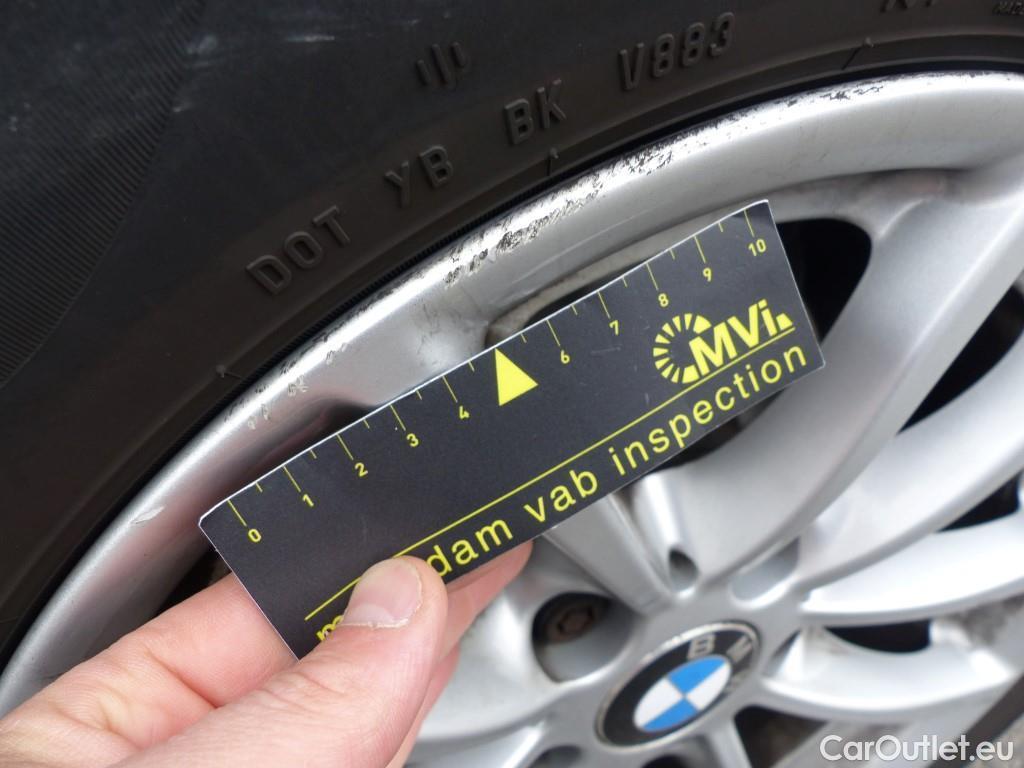 DOT YB BK V883
0 1 2 3 4 6 7 8 9 10
MVi
dam vab inspection
BMW
CarOutlet.eu